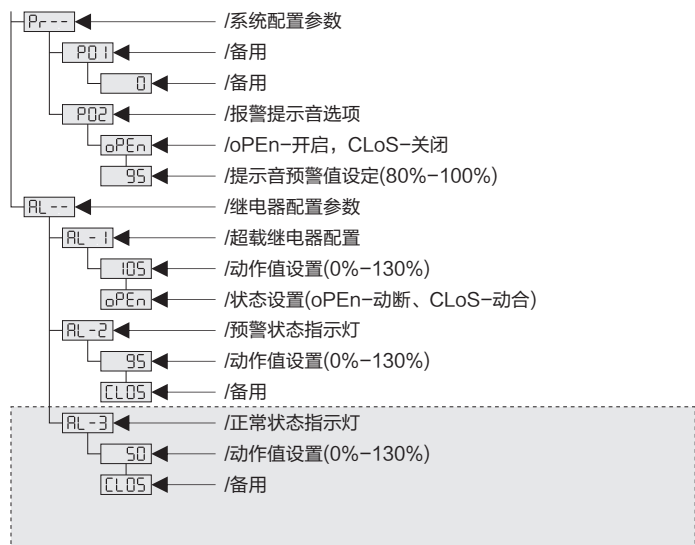 Pr-- /系统配置参数
P01 /备用
0 /备用
P02 /报警提示音选项
oPEn /oPEn-开启，CLoS-关闭
95 /提示音预警值设定(80%-100%)
AL-- /继电器配置参数
AL-1 /超载继电器配置
105 /动作值设置(0%-130%)
oPEn /状态设置(oPEn-动断、CLoS-动合)
AL-2 /预警状态指示灯
95 /动作值设置(0%-130%)
CLOS /备用
AL-3 /正常状态指示灯
50 /动作值设置(0%-130%)
CLOS /备用